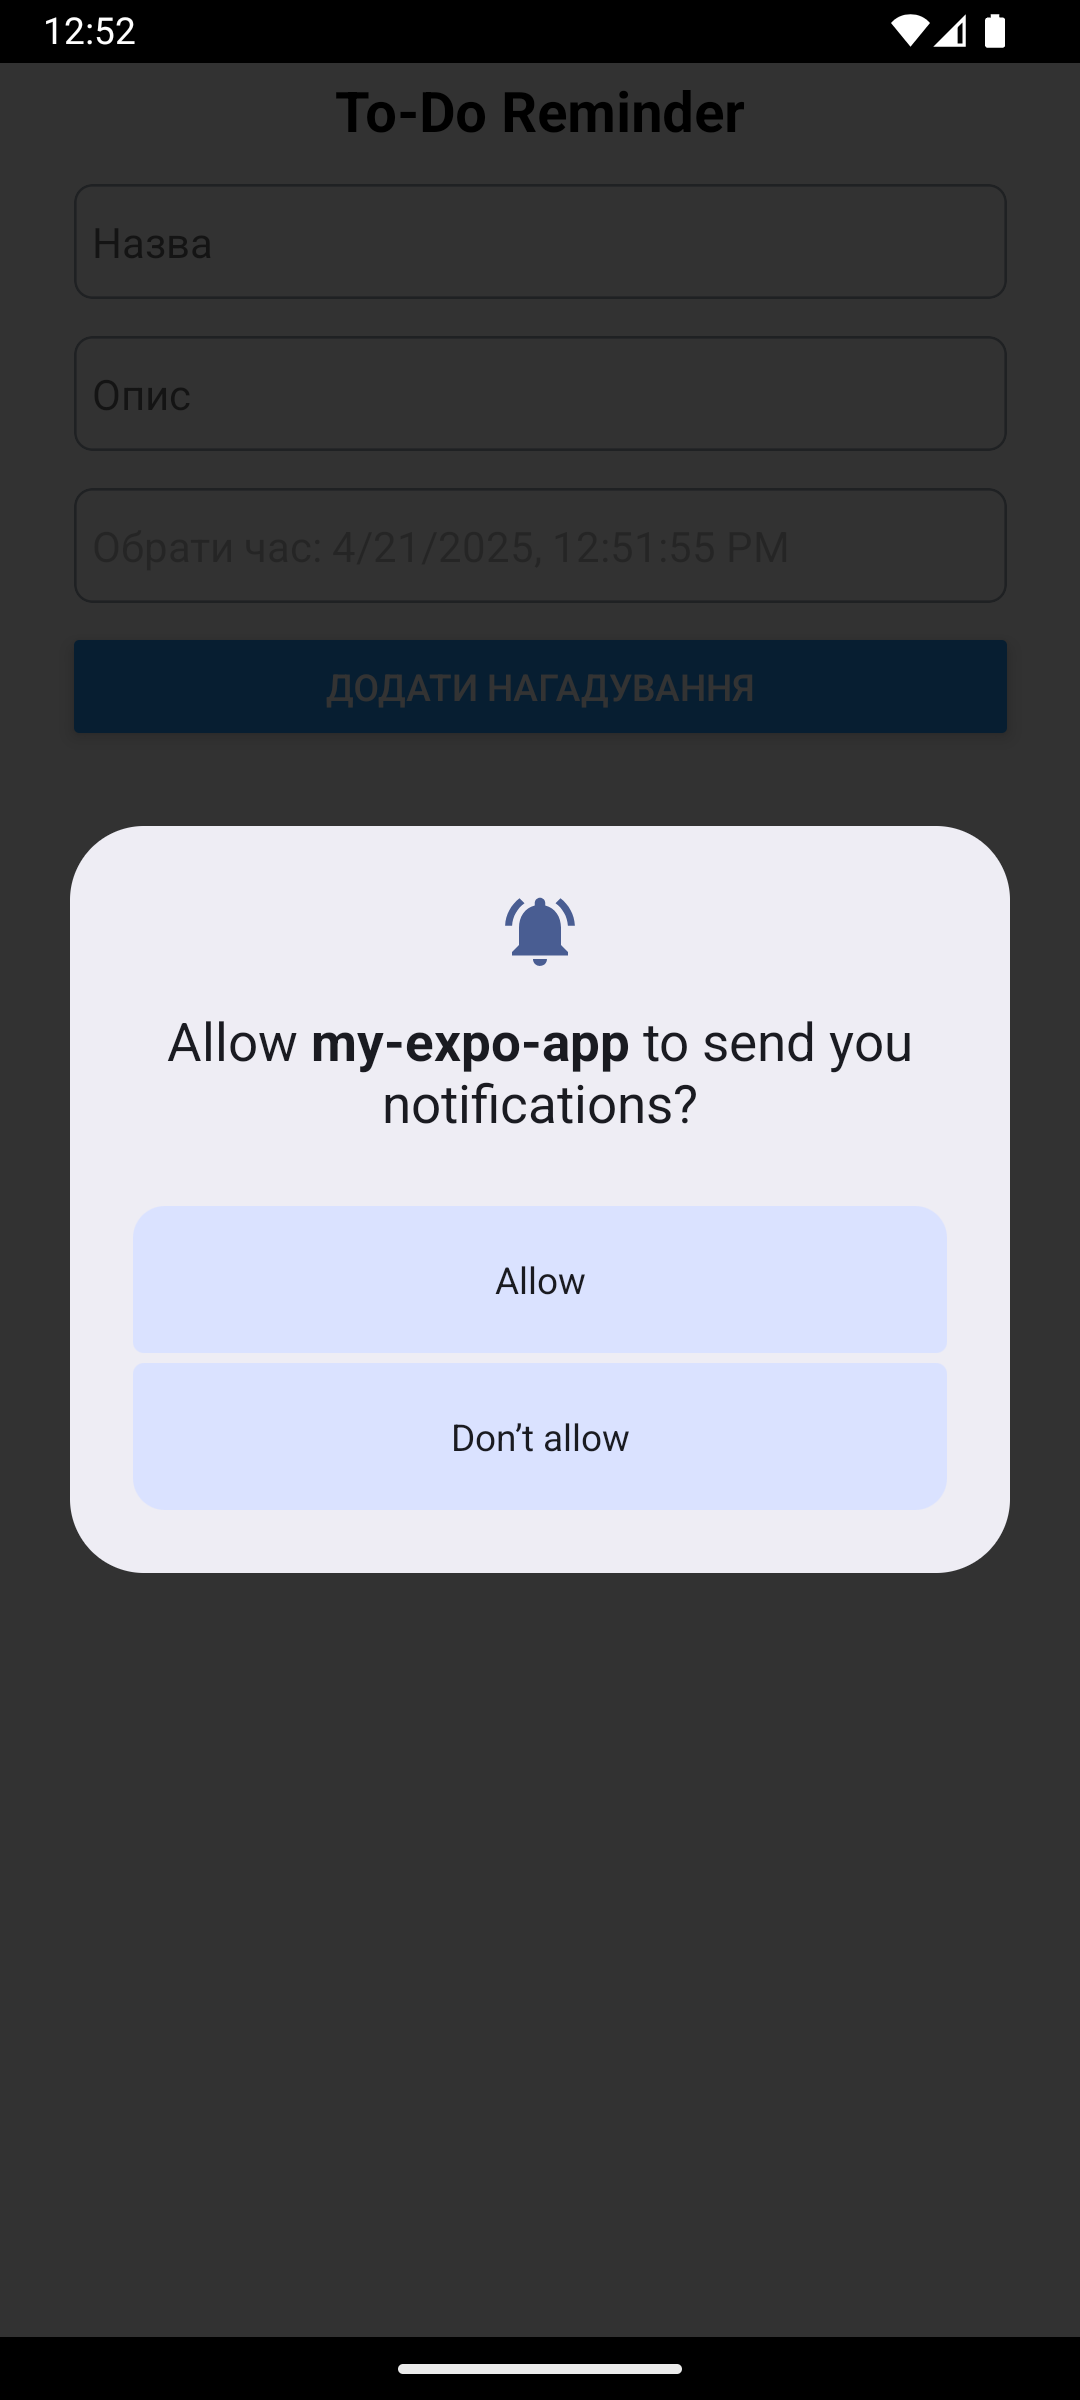 12:52
To-Do Reminder
Назва
Опис
Обрати час: 4/21/2025, 12:51:55 PM
ДОДАТИ НАГАДУВАННЯ
Allow my-expo-app to send you
notifications?
Allow
Don’t allow